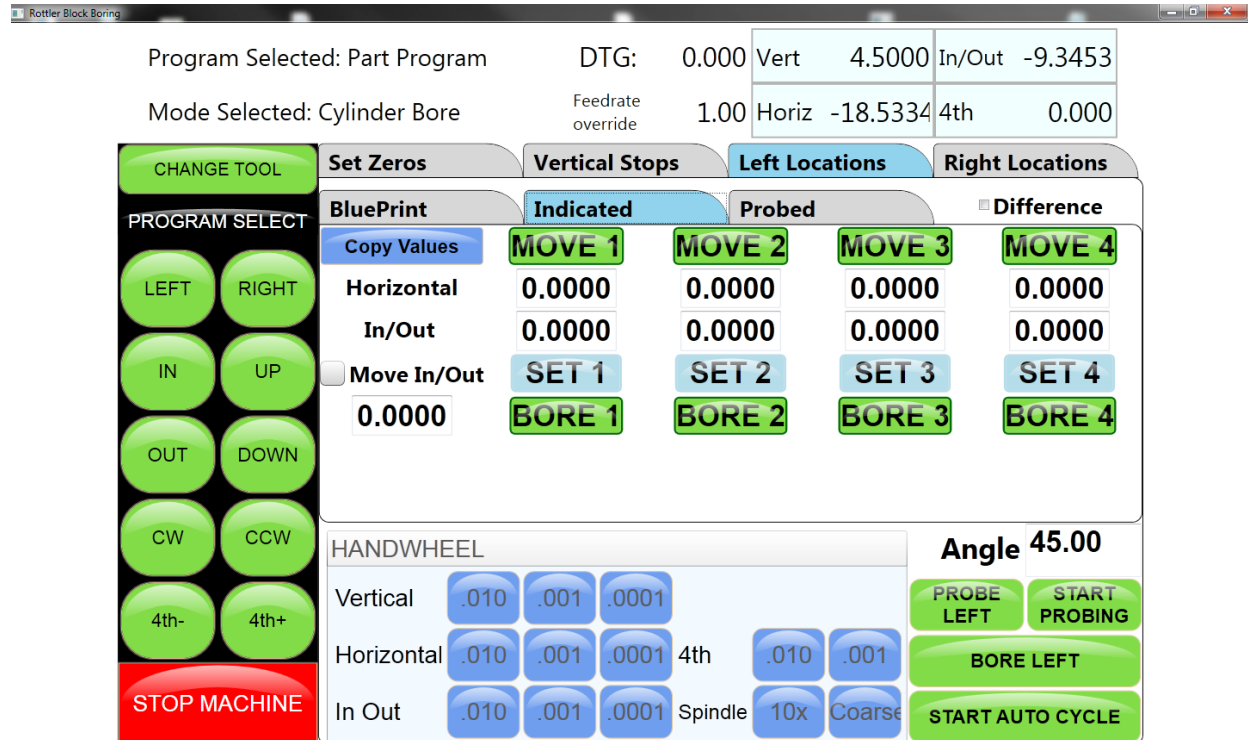 Rottler Block Boring
Program Selected: Part Program DTG: 0.000 Vert 4.5000 In/Out -9.3453
Mode Selected: Cylinder Bore Feedrate override 1.00 Horiz -18.5334 4th 0.000
CHANGE TOOL Set Zeros Vertical Stops Left Locations Right Locations
PROGRAM SELECT BluePrint Indicated Probed Difference
Copy Values MOVE 1 MOVE 2 MOVE 3 MOVE 4
LEFT RIGHT Horizontal 0.0000 0.0000 0.0000 0.0000
In/Out 0.0000 0.0000 0.0000 0.0000
IN UP Move In/Out SET 1 SET 2 SET 3 SET 4
0.0000 BORE 1 BORE 2 BORE 3 BORE 4
OUT DOWN
CW CCW HANDWHEEL Angle 45.00
Vertical .010 .001 .0001 PROBE LEFT START PROBING
4th- 4th+
Horizontal .010 .001 .0001 4th .010 .001 BORE LEFT
STOP MACHINE In Out .010 .001 .0001 Spindle 10x Coarse START AUTO CYCLE